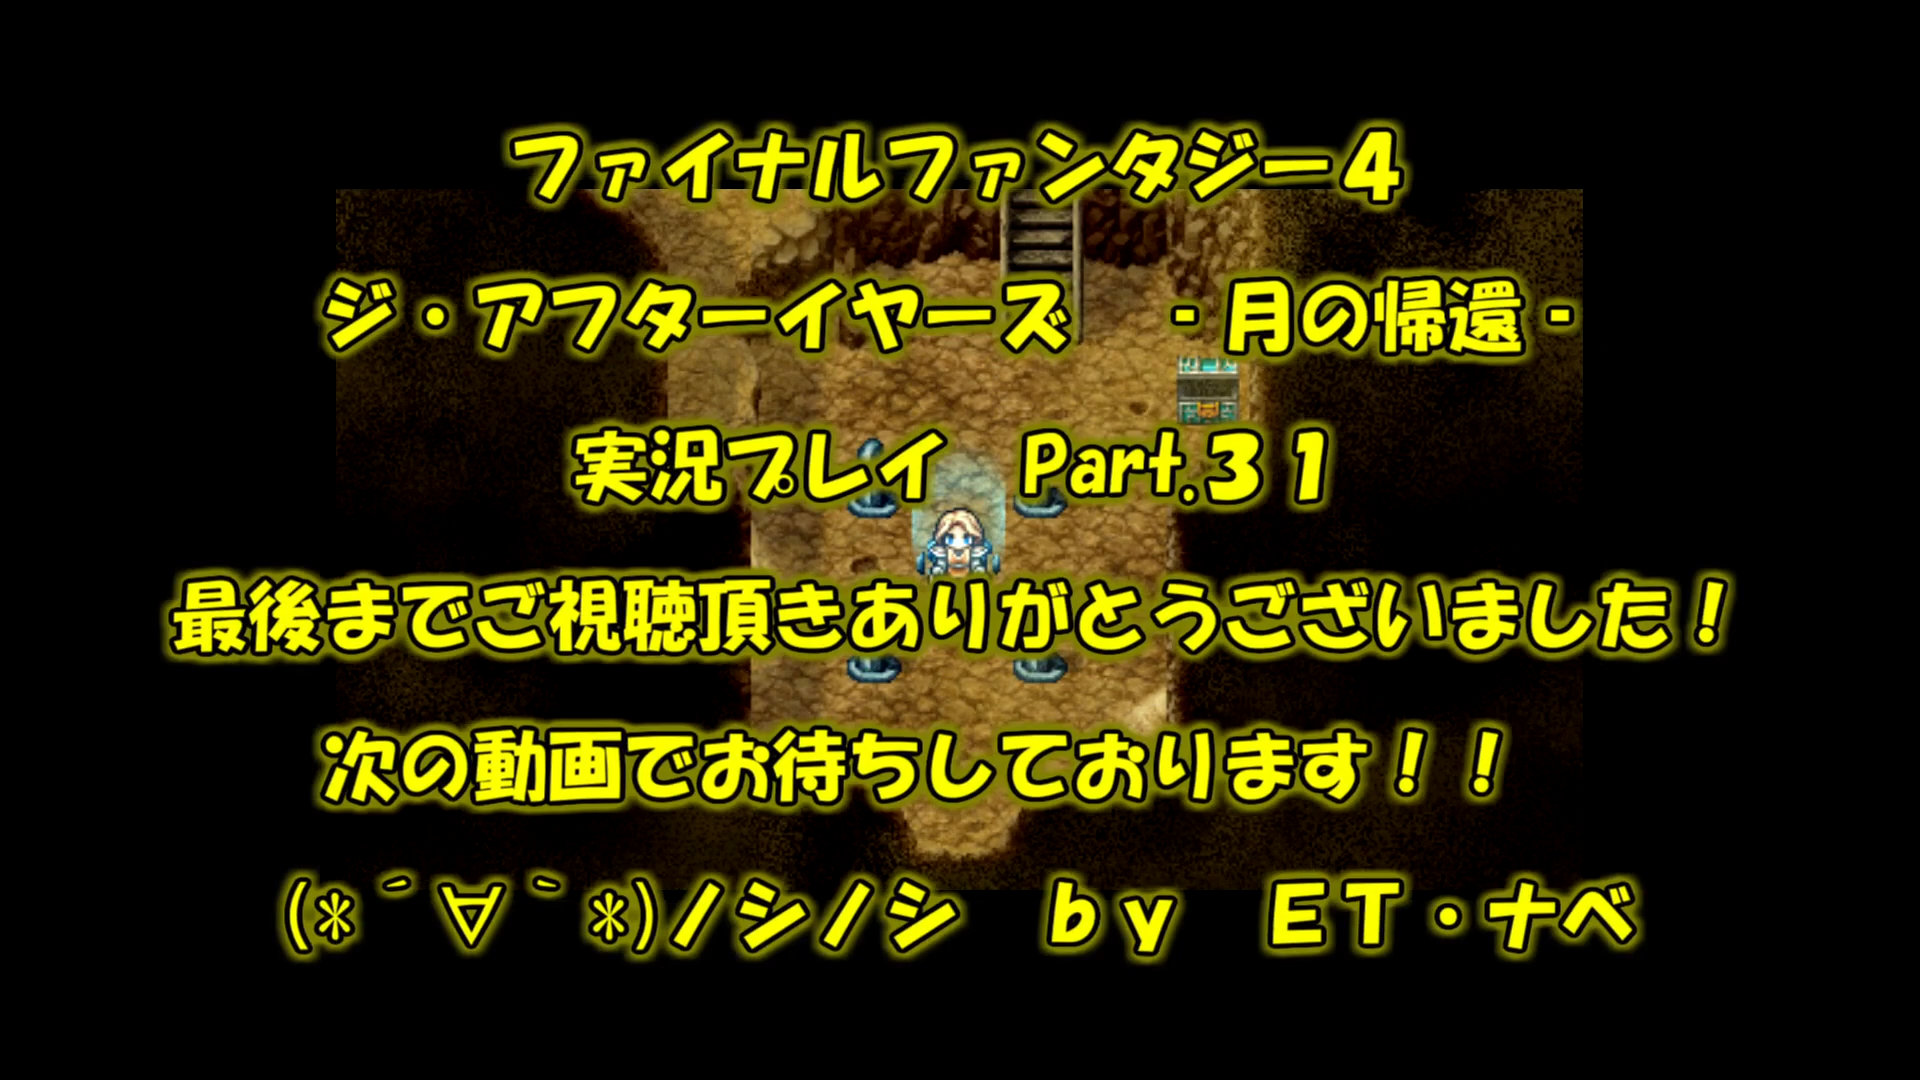 ファイナルファンタジー４
ジ・アフターイヤーズ　-月の帰還-
実況プレイ　Part.３１
最後までご視聴頂きありがとうございました！
次の動画でお待ちしております！！
(*´∀｀*)ノシノシ　ｂｙ　ＥＴ・ナベ